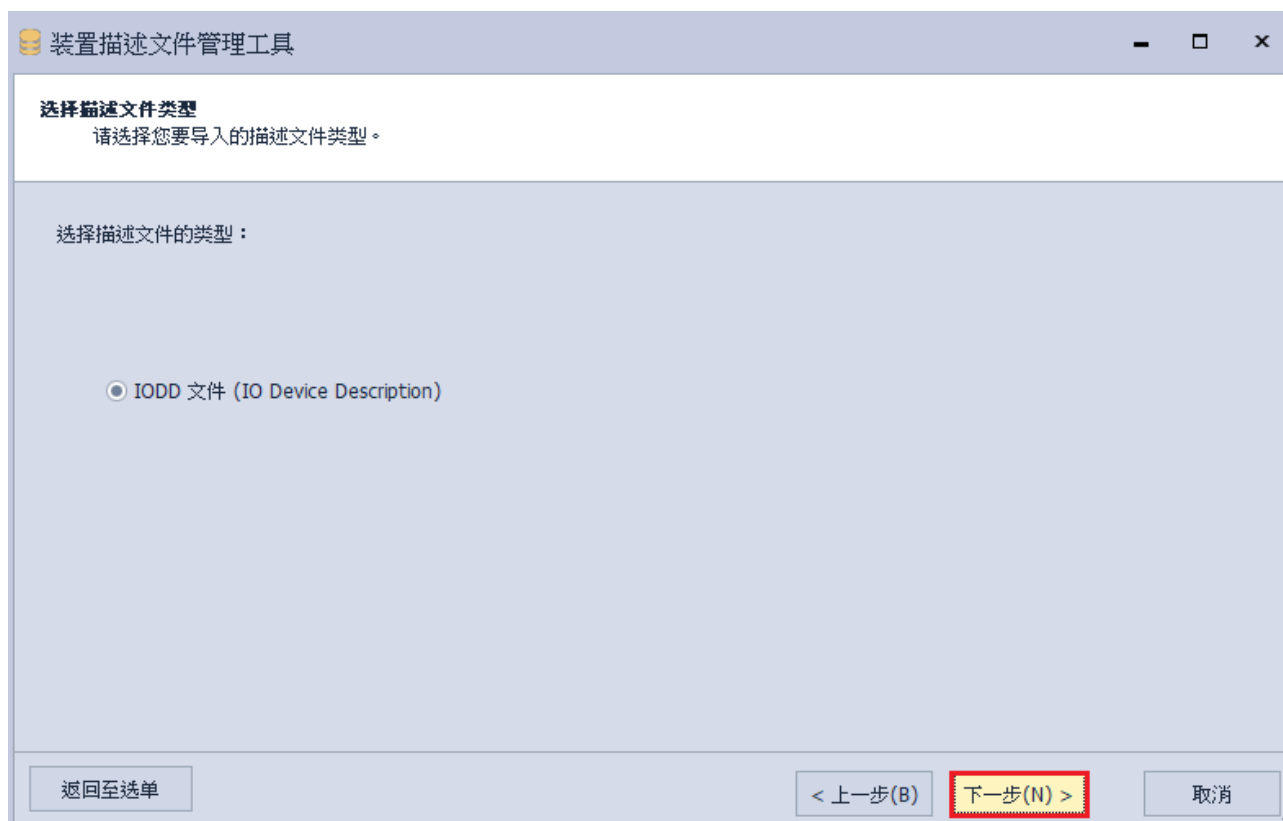 装置描述文件管理工具
选择描述文件类型
请选择您要导入的描述文件类型。
选择描述文件的类型：
IODD 文件 (IO Device Description)
返回至选单
< 上一步(B)
下一步(N) >
取消